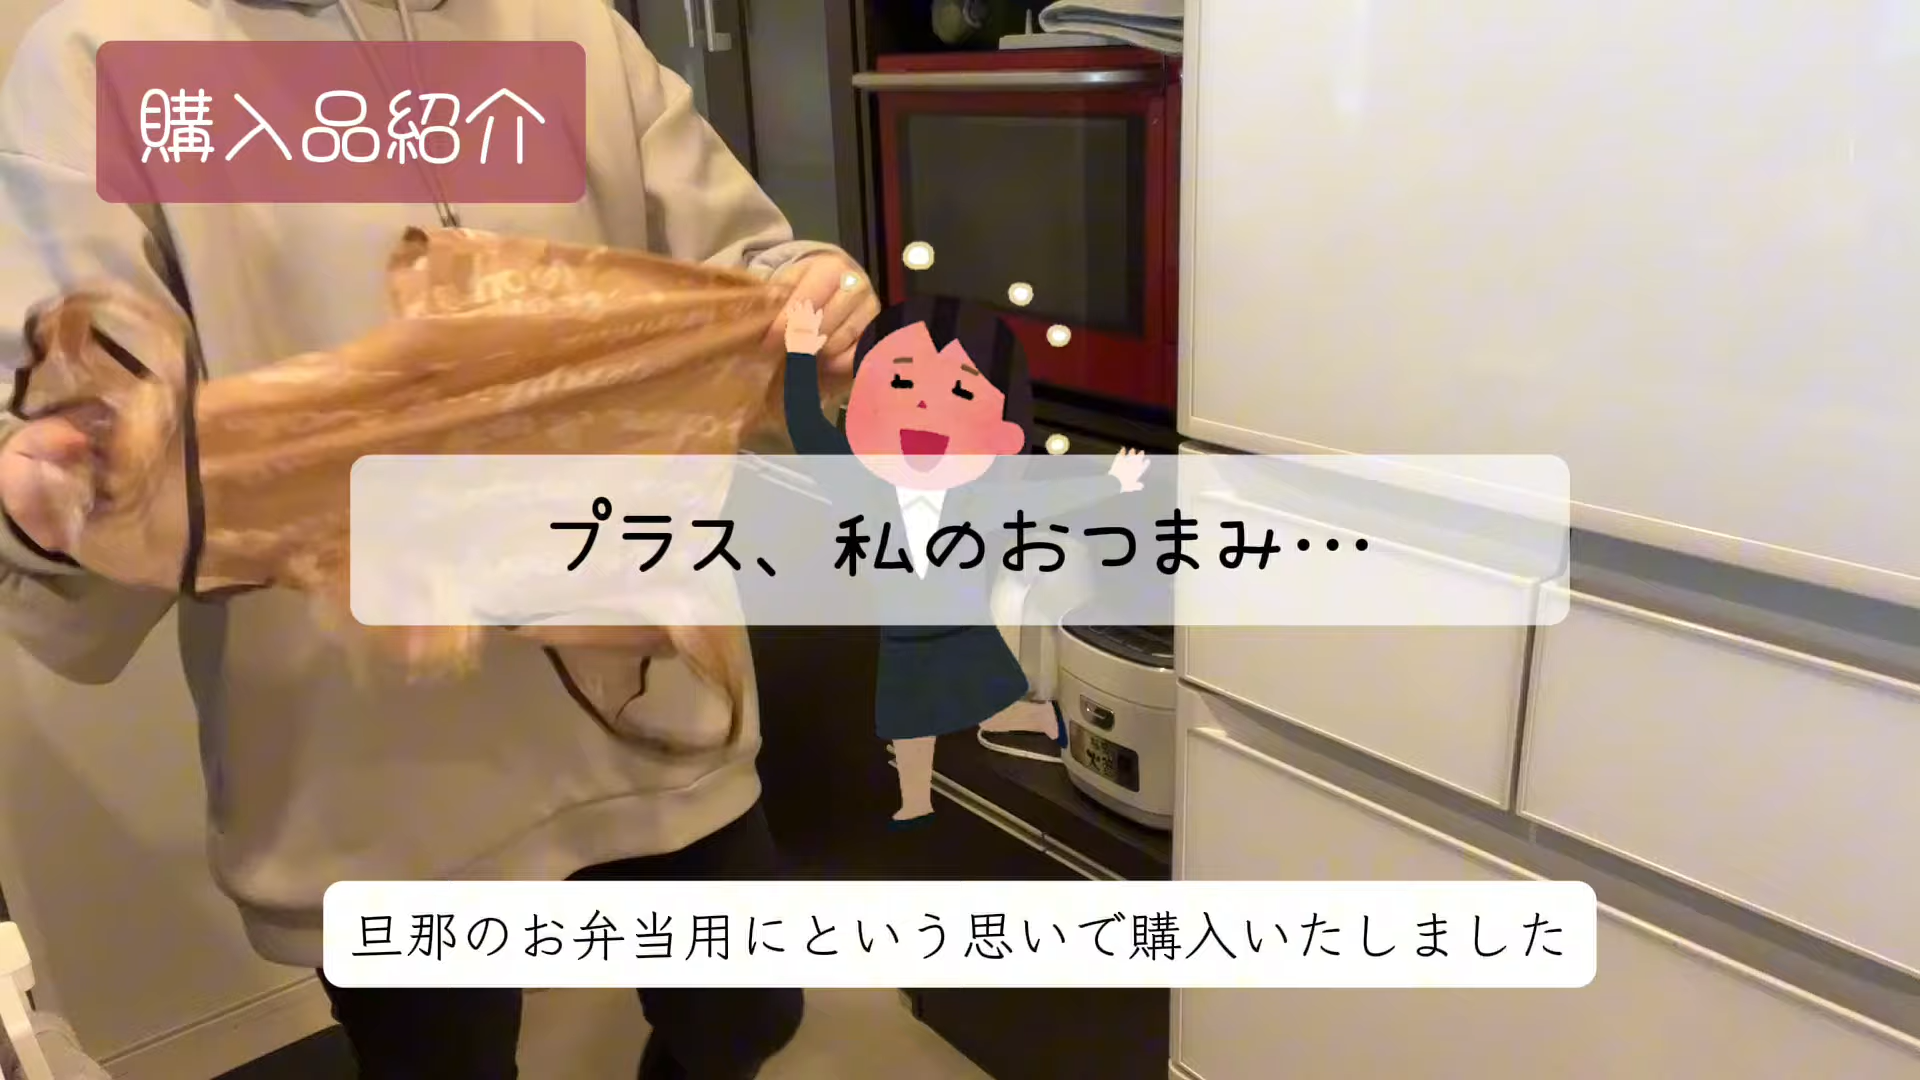 購入品紹介
プラス、私のおつまみ…
旦那のお弁当用にという思いで購入いたしました